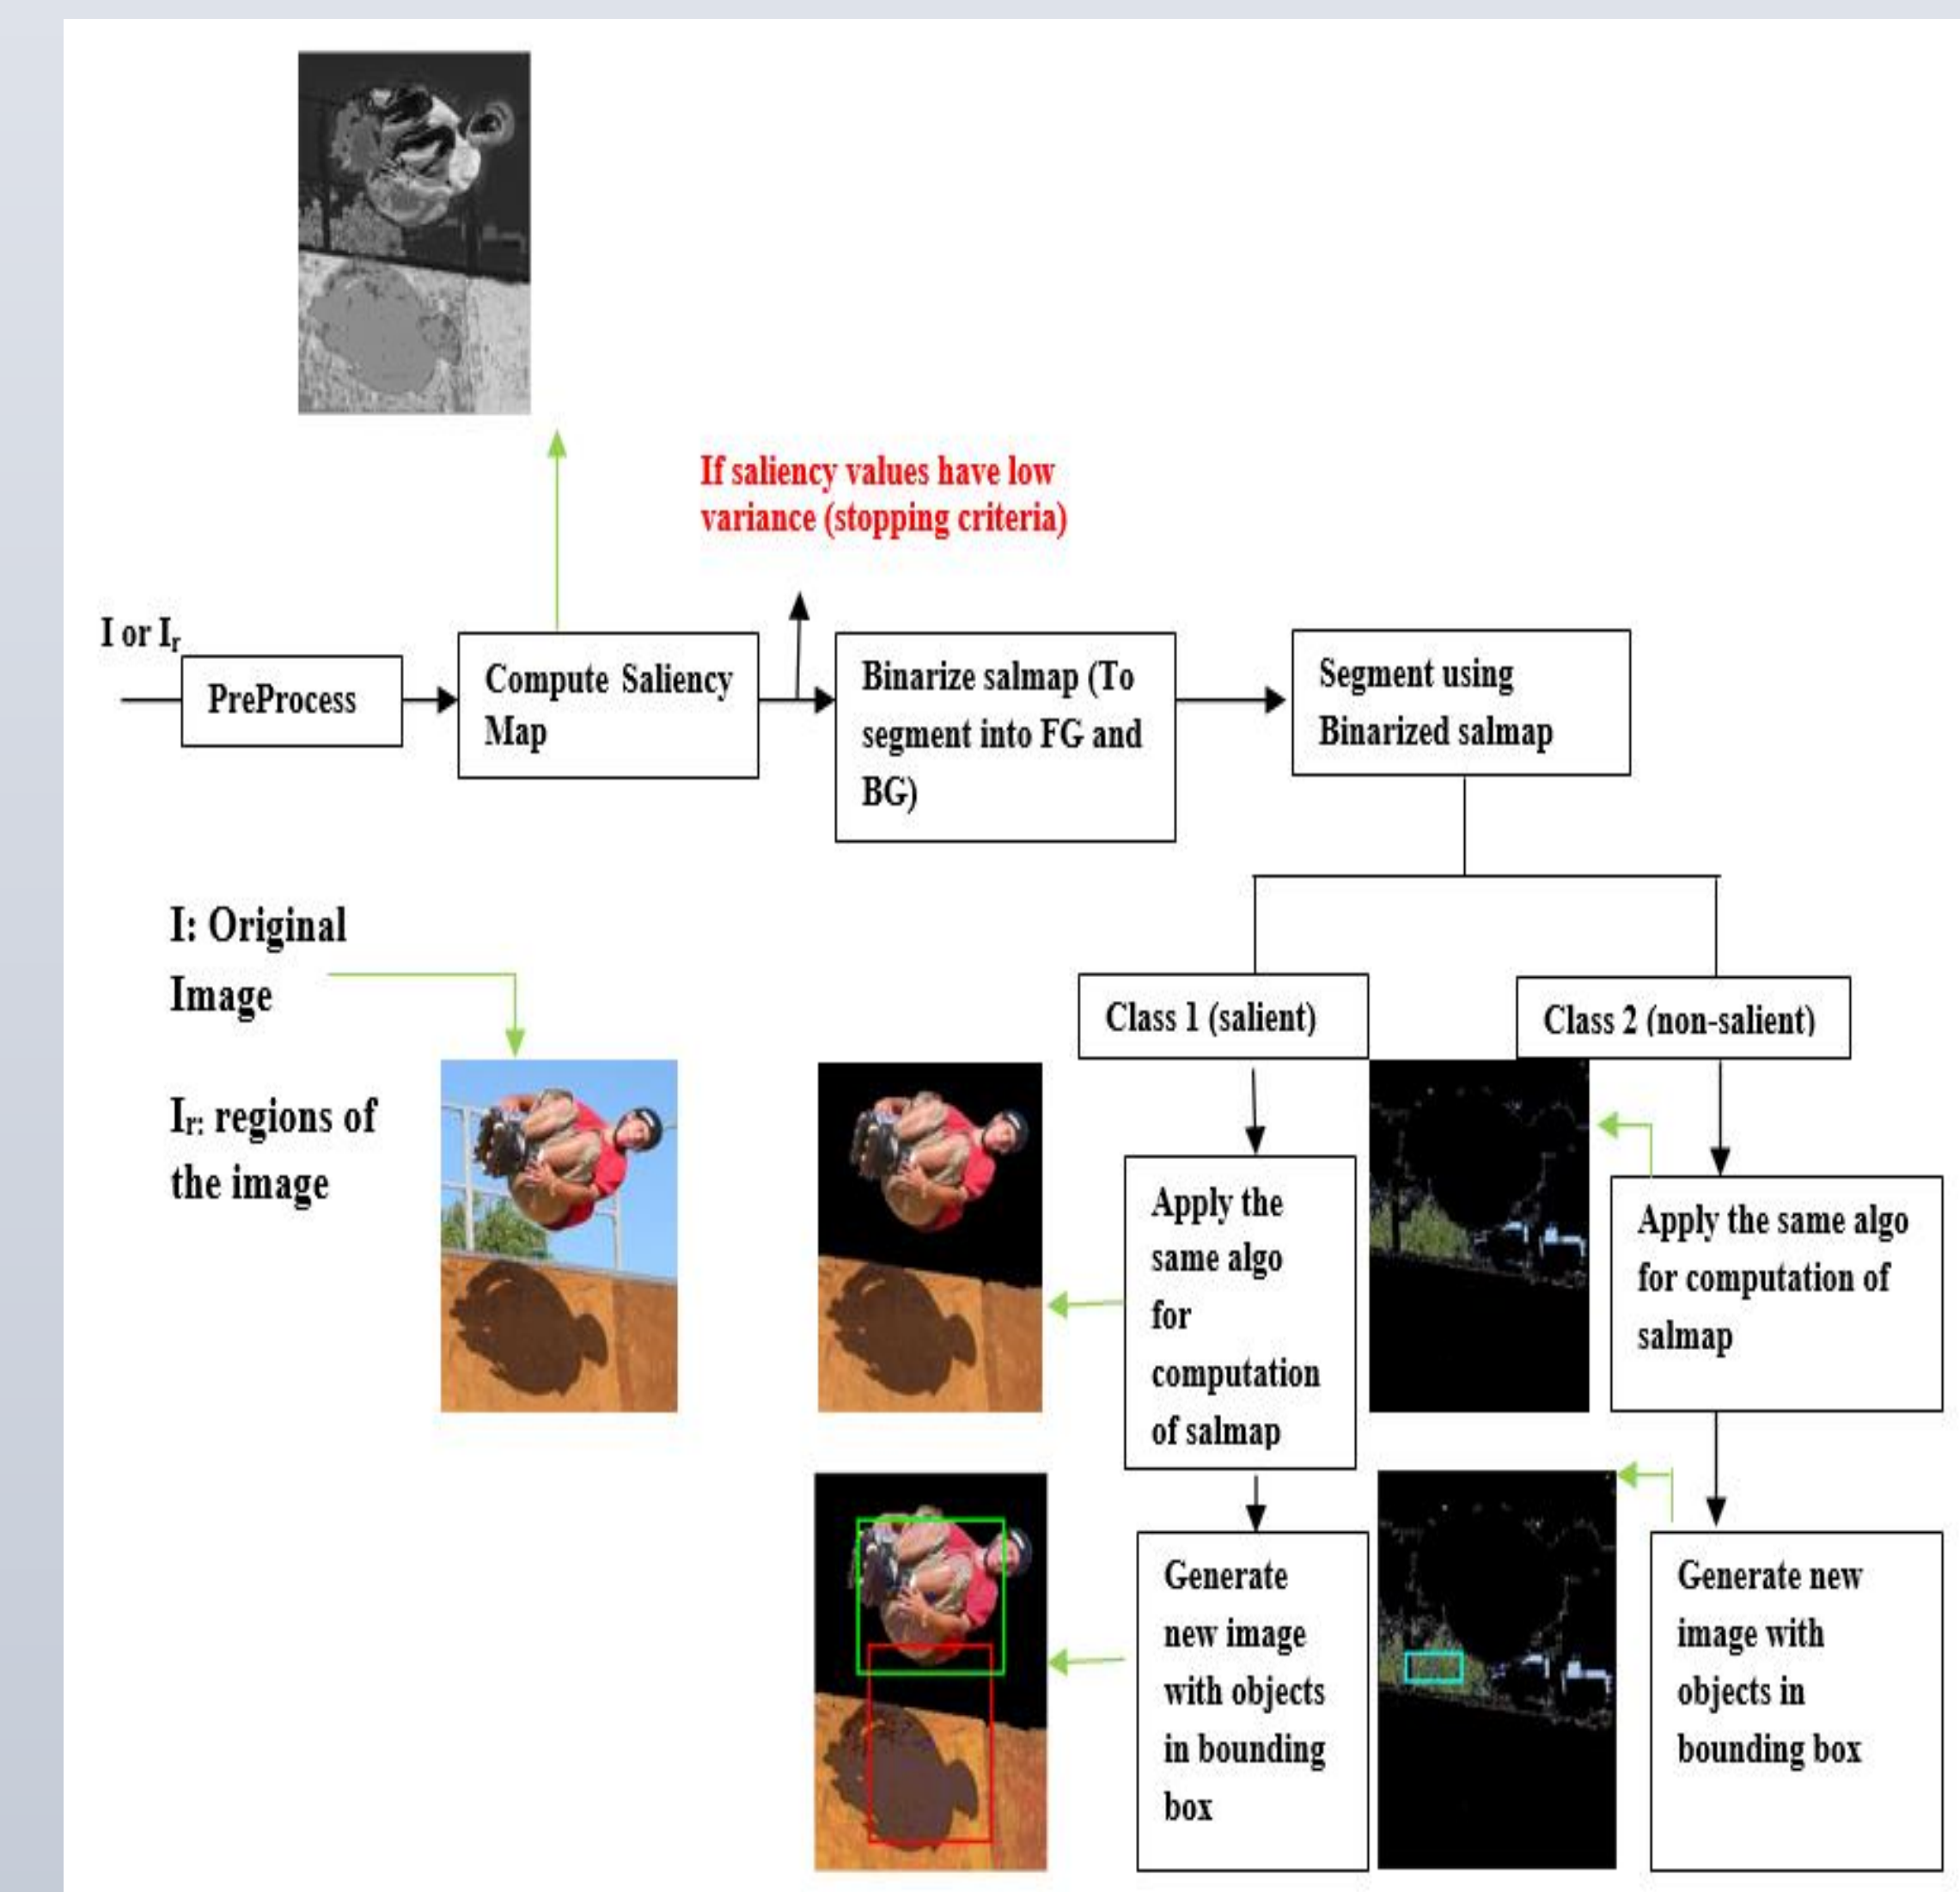 If saliency values have low
variance (stopping criteria)
I or Ir
PreProcess
Compute Saliency
Map
Binarize salmap (To
segment into FG and
BG)
Segment using
Binarized salmap
I: Original
Image
Ir: regions of
the image
Class 1 (salient)
Class 2 (non-salient)
Apply the
same algo
for
computation
of salmap
Apply the same algo
for computation of
salmap
Generate
new image
with objects
in bounding
box
Generate new
image with
objects in
bounding box